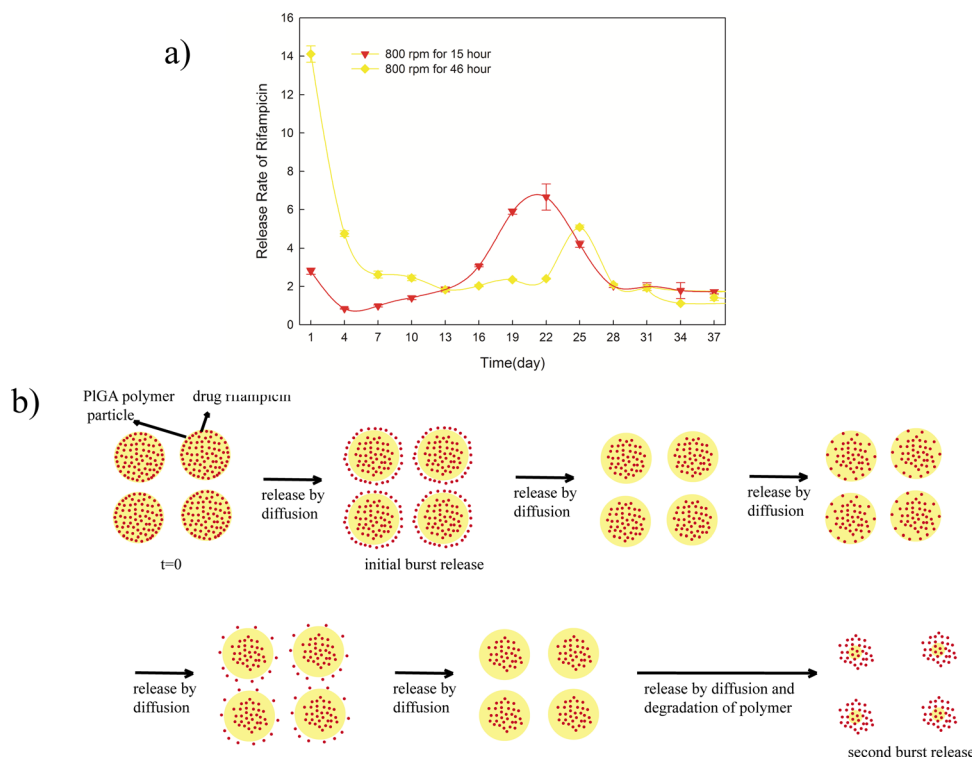 a)
16
14
12
10
8
6
4
2
0
Release Rate of Rifampicin
800 rpm for 15 hour
800 rpm for 46 hour
1 4 7 10 13 16 19 22 25 28 31 34 37
Time(day)
b)
PlGA polymer
particle
drug rifampicin
release by
diffusion
release by
diffusion
release by
diffusion
t=0
initial burst release
release by
diffusion
release by
diffusion
release by diffusion and
degradation of polymer
second burst release